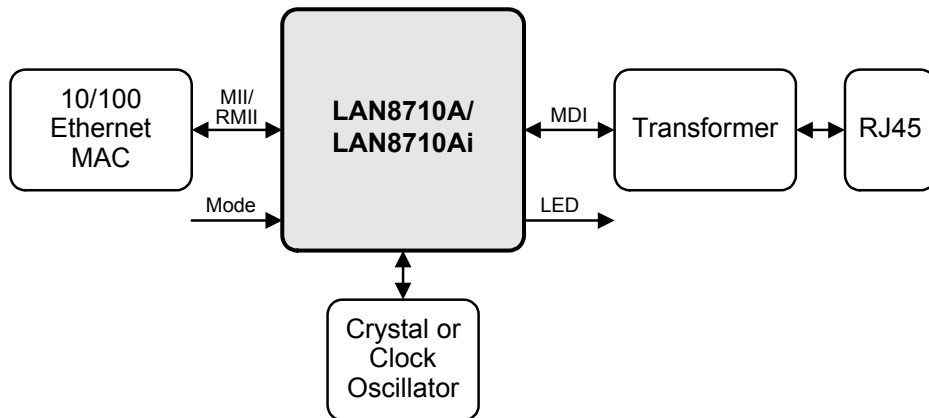 10/100
Ethernet
MAC
MII/
RMII
LAN8710A/
LAN8710Ai
MDI
Transformer
RJ45
Mode
LED
Crystal or
Clock
Oscillator